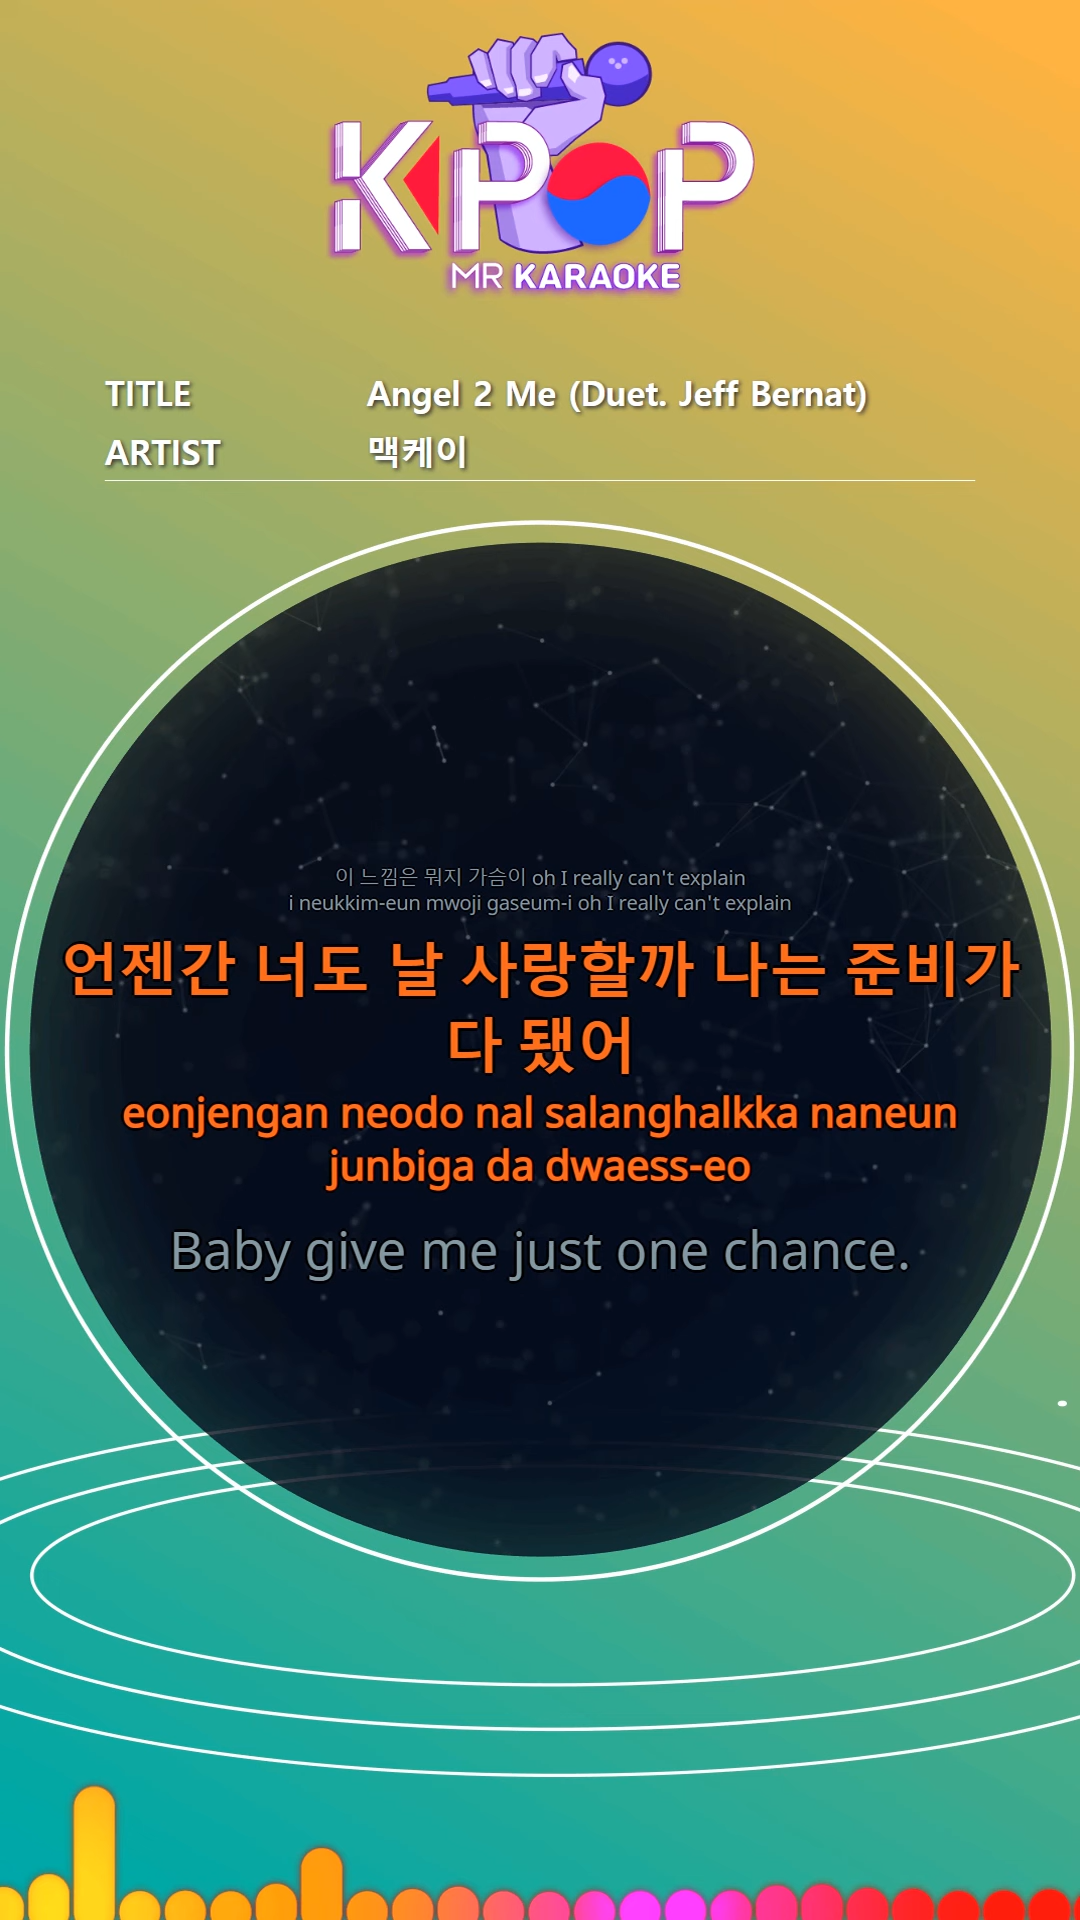 KPOP
MR KARAOKE
TITLE Angel 2 Me (Duet. Jeff Bernat)
ARTIST 맥케이
이 느낌은 뭐지 가슴이 oh I really can't explain
i neukkim-eun mwoji gaseum-i oh I really can't explain
언젠간 너도 날 사랑할까 나는 준비가
다 됐어
eonjengan neodo nal salanghalkka naneun
junbiga da dwaess-eo
Baby give me just one chance.